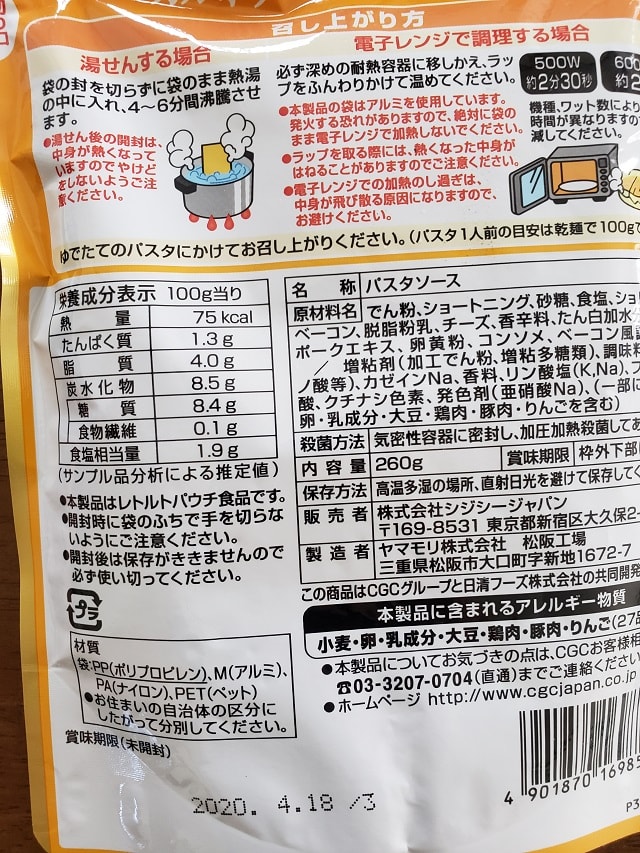 召し上がり方
湯せんする場合
袋の封を切らずに袋のまま熱湯
の中に入れ、4～6分間沸騰させ
ます。
●湯せん後の開封は、
中身が熱くなって
いますのでやけど
をしないようご注
意ください。
電子レンジで調理する場合
必ず深めの耐熱容器に移しかえ、ラッ
プをふんわりかけて温めてください。
●本製品の袋はアルミを使用しています。
発火する恐れがありますので、絶対に袋の
まま電子レンジで加熱しないでください。
●ラップを取る際には、熱くなった中身が
はねることがありますのでご注意ください。
●電子レンジでの加熱のし過ぎは、
中身が飛び散る原因になりますので、
お避けください。
500W
約2分30秒
機種、ワット数により
時間が異なりますの
減してください。
ゆでたてのパスタにかけてお召し上がりください。(パスタ1人前の目安は乾麺で100gで
栄養成分表示 100g当り
熱量 75kcal
たんぱく質 1.3g
脂質 4.0g
炭水化物 8.5g
糖質 8.4g
食物繊維 0.1g
食塩相当量 1.9g
(サンプル品分析による推定値)
●本製品はレトルトパウチ食品です。
●開封時に袋のふちで手を切らな
いようにご注意ください。
●開封後は保存がききませんので
必ず使い切ってください。
プラ
材質
袋:PP(ポリプロピレン)、M(アルミ)、
PA(ナイロン)、PET(ペット)
●お住まいの自治体の区分に
したがって分別してください。
賞味期限(未開封)
2020. 4.18 /3
名称 パスタソース
原材料名 でん粉、ショートニング、砂糖、食塩、ショ
ベーコン、脱脂粉乳、チーズ、香辛料、たん白加水分
ポークエキス、卵黄粉、コンソメ、ベーコン風
/増粘剤(加工でん粉、増粘多糖類)、調味料
ノ酸等)、カゼインNa、香料、リン酸塩(K,Na)、
酸、クチナシ色素、発色剤(亜硝酸Na)、(一部に
卵・乳成分・大豆・鶏肉・豚肉・りんごを含む)
殺菌方法 気密性容器に密封し、加圧加熱殺菌してあ
内容量 260g 賞味期限 枠外下部に
保存方法 高温多湿の場所、直射日光を避けて保存して
販売者 株式会社シジシージャパン
〒169-8531 東京都新宿区大久保2-
製造者 ヤマモリ株式会社 松阪工場
三重県松阪市大口町字新地1672-7
この商品はCGCグループと日清フーズ株式会社の共同開発
本製品に含まれるアレルギー物質
小麦・卵・乳成分・大豆・鶏肉・豚肉・りんご(27品
●本製品についてお気づきの点は、CGCお客様相
☎03-3207-0704(直通)までご連絡ください
●ホームページ http://www.cgcjapan.co.jp
4 901870 16985